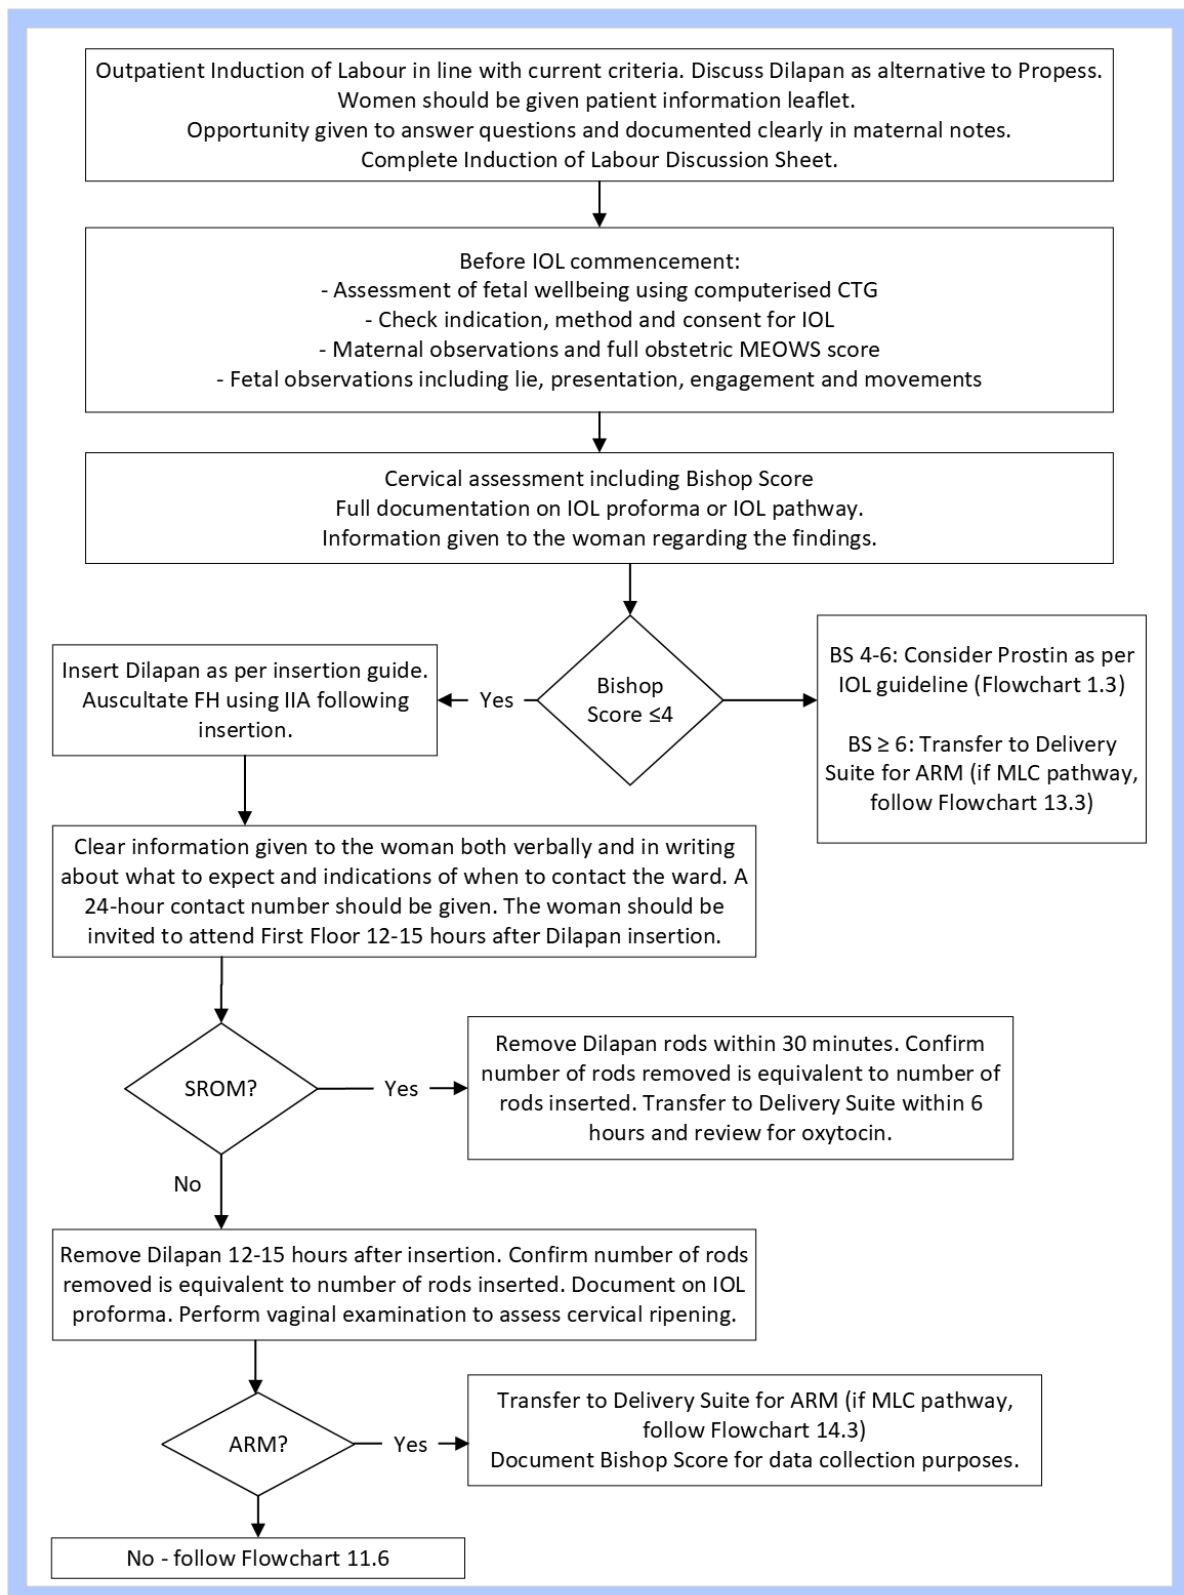 Outpatient Induction of Labour in line with current criteria. Discuss Dilapan as alternative to Propess.
Women should be given patient information leaflet.
Opportunity given to answer questions and documented clearly in maternal notes.
Complete Induction of Labour Discussion Sheet.
Before IOL commencement:
- Assessment of fetal wellbeing using computerised CTG
- Check indication, method and consent for IOL
- Maternal observations and full obstetric MEOWS score
- Fetal observations including lie, presentation, engagement and movements
Cervical assessment including Bishop Score
Full documentation on IOL proforma or IOL pathway.
Information given to the woman regarding the findings.
Bishop
Score ≤4
Yes
Insert Dilapan as per insertion guide.
Auscultate FH using IIA following
insertion.
BS 4-6: Consider Prostin as per
IOL guideline (Flowchart 1.3)
BS ≥ 6: Transfer to Delivery
Suite for ARM (if MLC pathway,
follow Flowchart 13.3)
Clear information given to the woman both verbally and in writing
about what to expect and indications of when to contact the ward. A
24-hour contact number should be given. The woman should be
invited to attend First Floor 12-15 hours after Dilapan insertion.
SROM?
Yes
Remove Dilapan rods within 30 minutes. Confirm
number of rods removed is equivalent to number of
rods inserted. Transfer to Delivery Suite within 6
hours and review for oxytocin.
No
Remove Dilapan 12-15 hours after insertion. Confirm number of rods
removed is equivalent to number of rods inserted. Document on IOL
proforma. Perform vaginal examination to assess cervical ripening.
ARM?
Yes
Transfer to Delivery Suite for ARM (if MLC pathway,
follow Flowchart 14.3)
Document Bishop Score for data collection purposes.
No - follow Flowchart 11.6